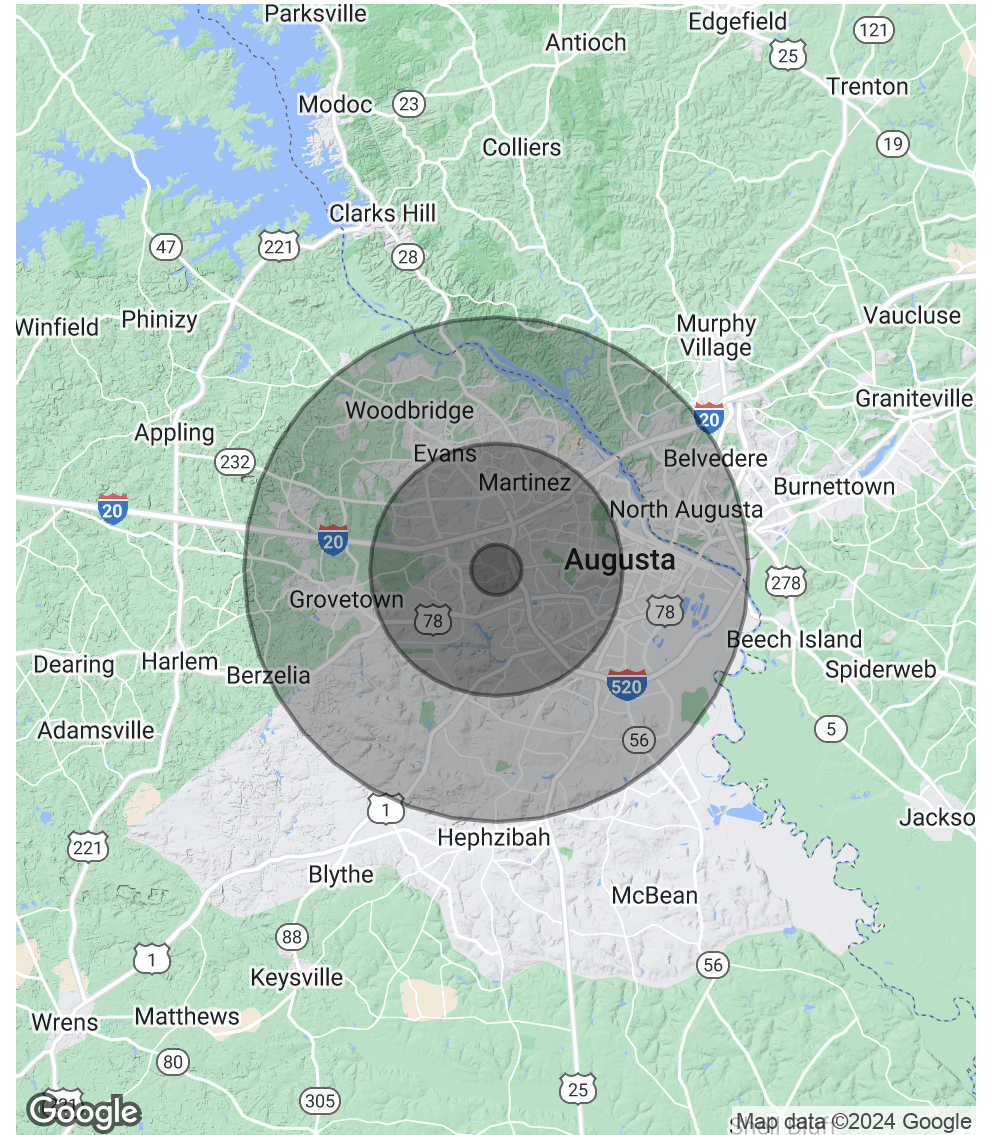 Parksville
Edgefield
121
Antioch
25
Trenton
Modoc
23
Colliers
19
Clarks Hill
47
221
28
Winfield
Phinizy
Murphy
Village
Vaucluse
Woodbridge
20
Graniteville
Appling
Evans
232
Martinez
Belvedere
Burnettown
20
North Augusta
20
Augusta
Grovetown
278
78
78
Dearing
Harlem
Berzelia
Beech Island
Spiderweb
520
Adamsville
56
5
1
Jackso
221
Hephzibah
Blythe
McBean
88
1
Keysville
56
Wrens
Matthews
80
25
221
305
Google
Map data ©2024 Google
Shell Bluff